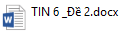 TIN 6 _Đề 2.docx